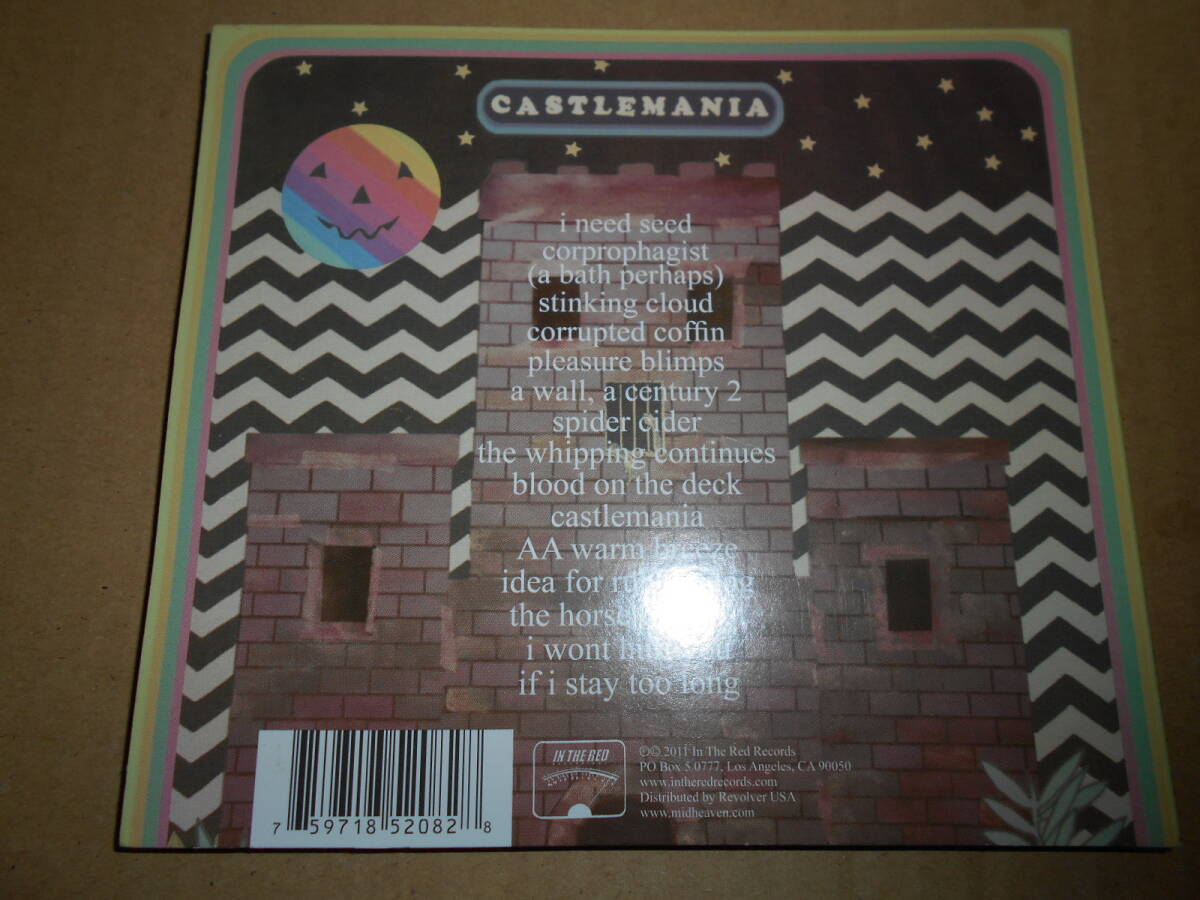 CASTLEMANIA
i need seed
corprophagist
(a bath perhaps)
stinking cloud
corrupted coffin
pleasure blimps
a wall, a century 2
spider cider
the whipping continues
blood on the deck
castlemania
AA warm breeze
idea for
the horse
i wont
if i stay too long
IN THE RED
©© 2011 In The Red Records
PO Box 5.0777, Los Angeles, CA 90050
www.intheredrecords.com
Distributed by Revolver USA
www.midheaven.com
7 59718 52082 8